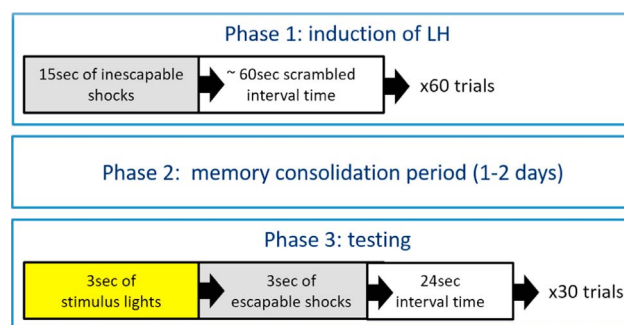 Phase 1: induction of LH
15sec of inescapable
shocks
~ 60sec scrambled
interval time
x60 trials
Phase 2: memory consolidation period (1-2 days)
Phase 3: testing
3sec of
stimulus lights
3sec of
escapable shocks
24sec
interval time
x30 trials